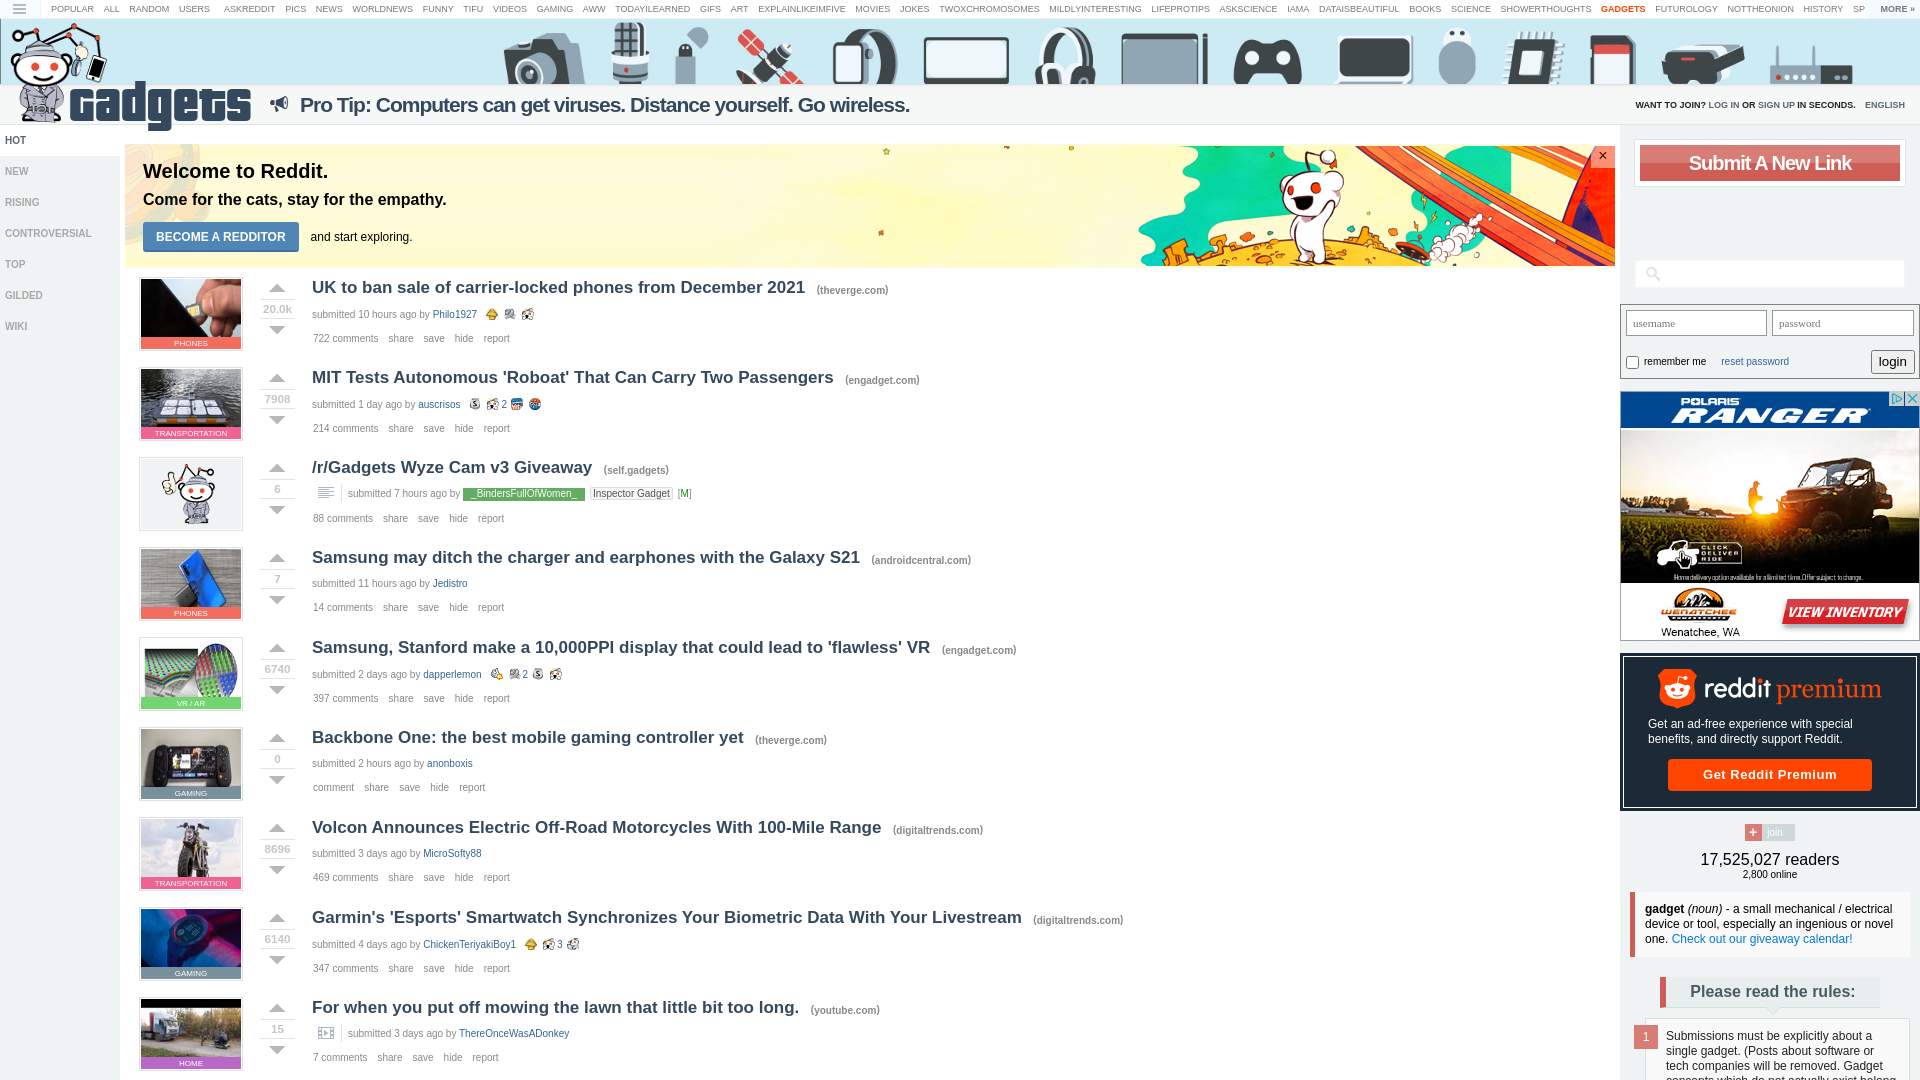 POPULAR ALL RANDOM USERS ASKREDDIT PICS NEWS WORLDNEWS FUNNY TIFU VIDEOS GAMING AWW TODAYILEARNED GIFS ART EXPLAINLIKEIMFIVE MOVIES JOKES TWOXCHROMOSOMES MILDLYINTERESTING LIFEPROTIPS ASKSCIENCE IAMA DATAISBEAUTIFUL BOOKS SCIENCE SHOWERTHOUGHTS GADGETS FUTUROLOGY NOTTHEONION HISTORY SP MORE »
Gadgets
Pro Tip: Computers can get viruses. Distance yourself. Go wireless.
WANT TO JOIN? LOG IN OR SIGN UP IN SECONDS. ENGLISH
HOT
NEW
RISING
CONTROVERSIAL
TOP
GILDED
WIKI
Welcome to Reddit.
Come for the cats, stay for the empathy.
BECOME A REDDITOR and start exploring.
×
UK to ban sale of carrier-locked phones from December 2021 (theverge.com)
20.0k
submitted 10 hours ago by Philo1927
722 comments share save hide report
PHONES
MIT Tests Autonomous 'Roboat' That Can Carry Two Passengers (engadget.com)
7908
submitted 1 day ago by auscrisos 2
214 comments share save hide report
TRANSPORTATION
/r/Gadgets Wyze Cam v3 Giveaway (self.gadgets)
6
submitted 7 hours ago by _BindersFullOfWomen_ Inspector Gadget [M]
88 comments share save hide report
Samsung may ditch the charger and earphones with the Galaxy S21 (androidcentral.com)
7
submitted 11 hours ago by Jedistro
14 comments share save hide report
PHONES
Samsung, Stanford make a 10,000PPI display that could lead to 'flawless' VR (engadget.com)
6740
submitted 2 days ago by dapperlemon 2
397 comments share save hide report
VR / AR
Backbone One: the best mobile gaming controller yet (theverge.com)
0
submitted 2 hours ago by anonboxis
comment share save hide report
GAMING
Volcon Announces Electric Off-Road Motorcycles With 100-Mile Range (digitaltrends.com)
8696
submitted 3 days ago by MicroSofty88
469 comments share save hide report
TRANSPORTATION
Garmin's 'Esports' Smartwatch Synchronizes Your Biometric Data With Your Livestream (digitaltrends.com)
6140
submitted 4 days ago by ChickenTeriyakiBoy1 3
347 comments share save hide report
GAMING
For when you put off mowing the lawn that little bit too long. (youtube.com)
15
submitted 3 days ago by ThereOnceWasADonkey
7 comments share save hide report
HOME
Submit A New Link
username password
remember me reset password login
POLARIS
RANGER
CLICK
DELIVER
RIDE
Home delivery option available for a limited time. Offer subject to change.
WENATCHEE
VIEW INVENTORY
Wenatchee, WA
reddit premium
Get an ad-free experience with special
benefits, and directly support Reddit.
Get Reddit Premium
+ join
17,525,027 readers
2,800 online
gadget (noun) - a small mechanical / electrical
device or tool, especially an ingenious or novel
one. Check out our giveaway calendar!
Please read the rules:
1 Submissions must be explicitly about a
single gadget. (Posts about software or
tech companies will be removed. Gadget
concepts which do not actually exist belong